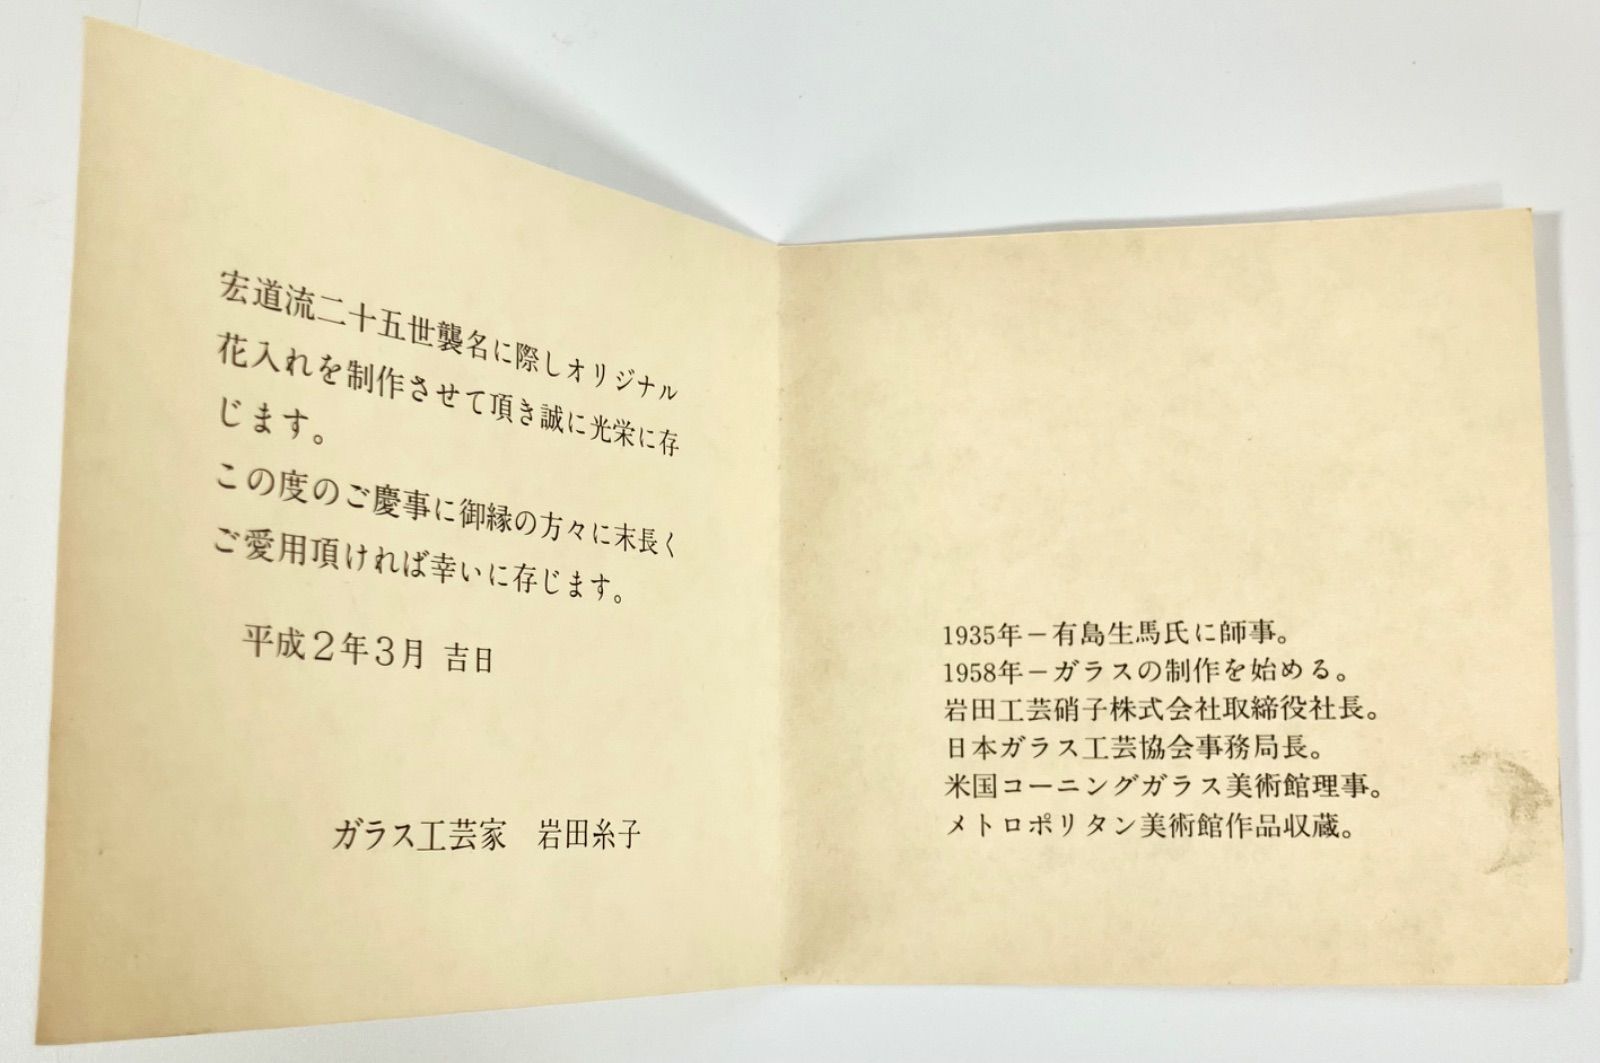 宏道流二十五世襲名に際しオリジナル
花入れを制作させて頂き誠に光栄に存
じます。
この度のご慶事に御縁の方々に末長く
ご愛用頂ければ幸いに存じます。
平成2年3月 吉日
ガラス工芸家　岩田糸子
1935年−有島生馬氏に師事。
1958年−ガラスの制作を始める。
岩田工芸硝子株式会社取締役社長。
日本ガラス工芸協会事務局長。
米国コーニングガラス美術館理事。
メトロポリタン美術館作品収蔵。